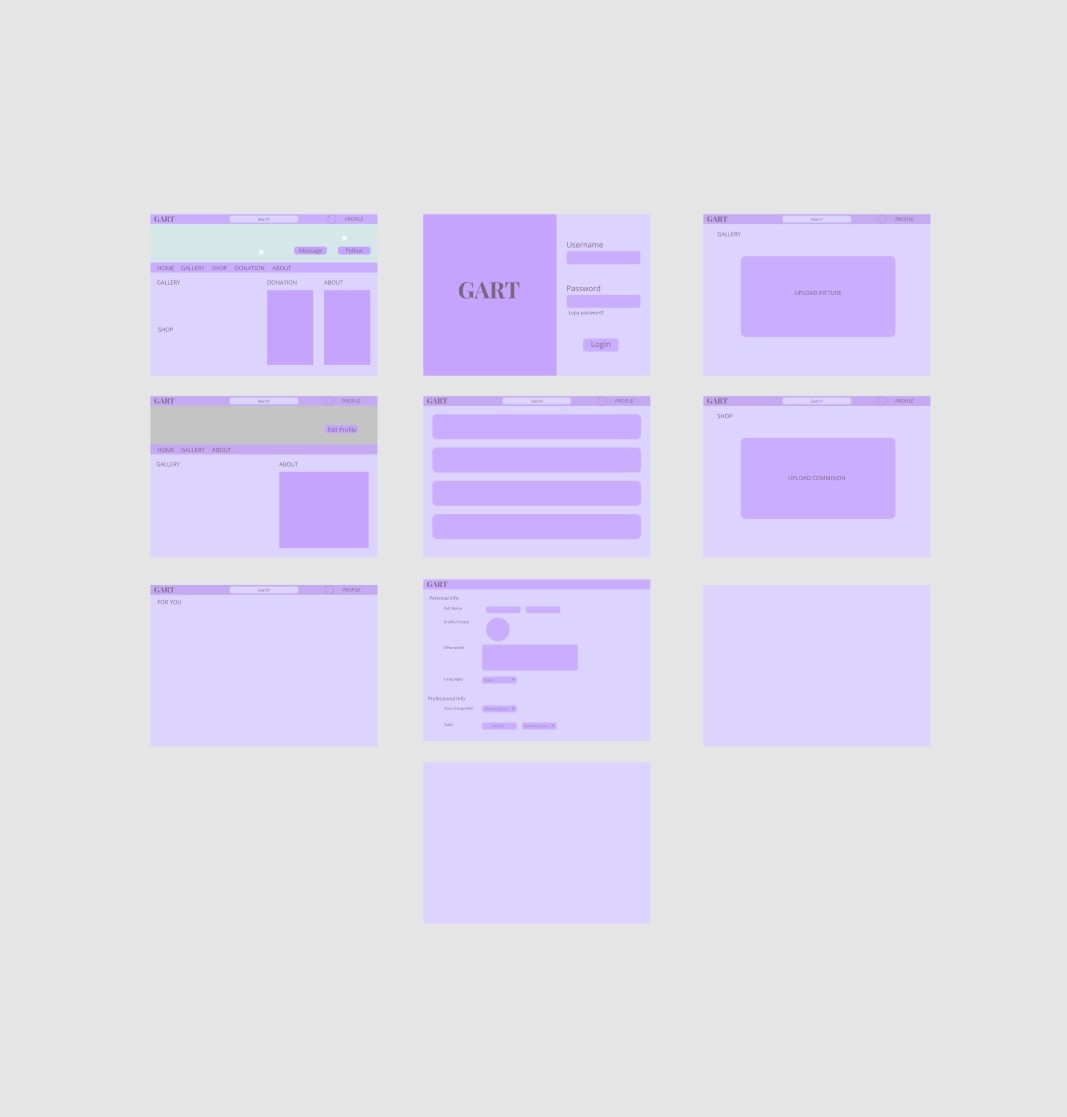 GART Search PROFILE
Message Follow
HOME GALLERY SHOP DONATION ABOUT
GALLERY DONATION ABOUT
SHOP
GART
Username
Password
Lupa password?
Login
GART Search PROFILE
GALLERY
UPLOAD PICTURE
GART Search PROFILE
Edit Profile
HOME GALLERY ABOUT
GALLERY ABOUT
GART Search PROFILE
GART Search PROFILE
SHOP
UPLOAD COMMISION
GART Search PROFILE
FOR YOU
GART
Personal Info
Full Name
Profile Picture
Description
Languages
Professional Info
Your Occupation
Skills